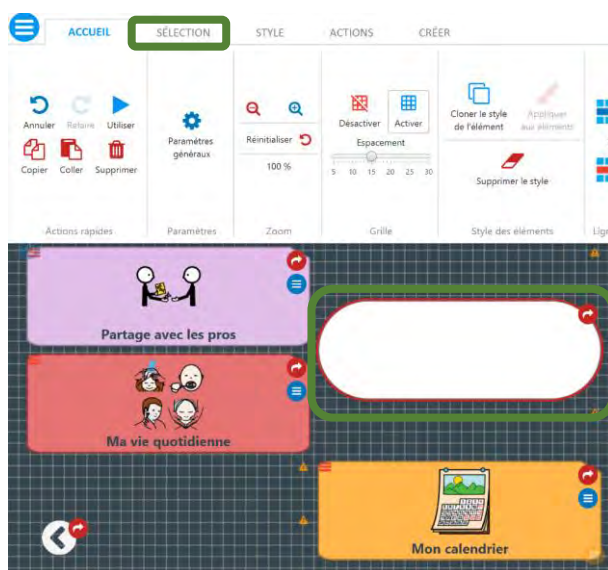 ACCUEIL SÉLECTION STYLE ACTIONS CRÉER
Annuler Refaire Utiliser
Copier Coller Supprimer
Actions rapides
Paramètres
généraux
Paramètres
Réinitialiser
100 %
Zoom
Désactiver Activer
Espacement
5 10 15 20 25 30
Grille
Cloner le style
de l'élément
Appliquer
aux éléments
Supprimer le style
Style des éléments
Lig
Partage avec les pros
Ma vie quotidienne
Mon calendrier